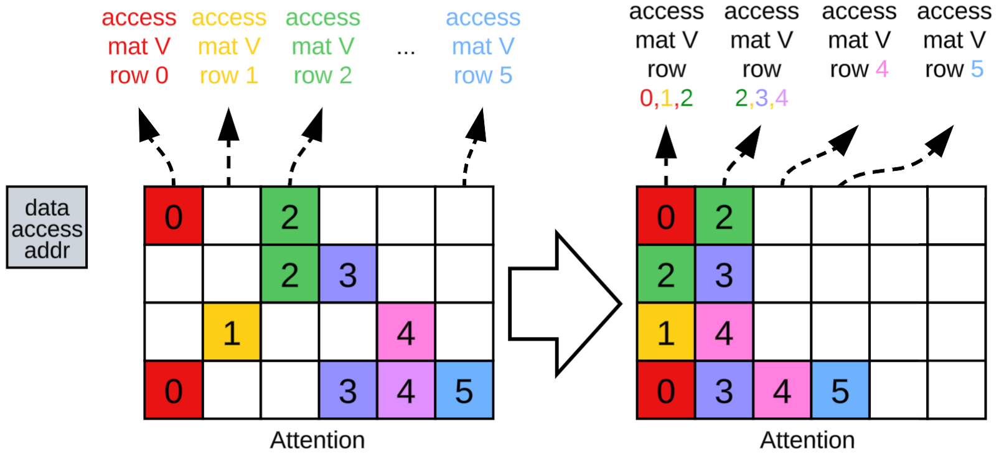 access
mat V
row 0
access
mat V
row 1
access
mat V
row 2
...
access
mat V
row 5
access
mat V
row
0,1,2
access
mat V
row
2,3,4
access
mat V
row 4
access
mat V
row 5
data
access
addr
0 2
2 3
1 4
0 3 4 5
Attention
0 2
2 3
1 4
0 3 4 5
Attention